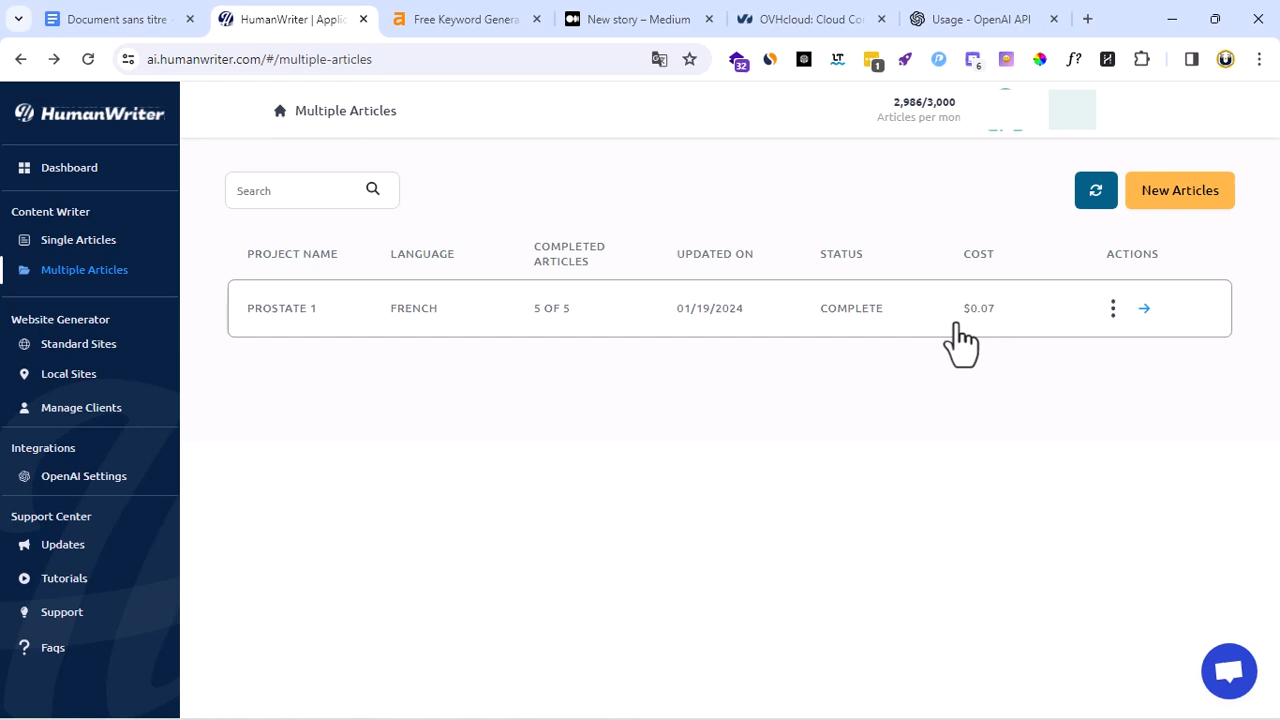 Document sans titre
HumanWriter | Applic
Free Keyword Genera
New story – Medium
OVHcloud: Cloud Co
Usage - OpenAI API
ai.humanwriter.com/#/multiple-articles
32
LT
1
P
6
f?
HumanWriter
Multiple Articles
2,986/3,000
Articles per mon
Dashboard
Content Writer
Single Articles
Multiple Articles
Website Generator
Standard Sites
Local Sites
Manage Clients
Integrations
OpenAI Settings
Support Center
Updates
Tutorials
Support
Faqs
Search
New Articles
PROJECT NAME LANGUAGE COMPLETED ARTICLES UPDATED ON STATUS COST ACTIONS
PROSTATE 1 FRENCH 5 OF 5 01/19/2024 COMPLETE $0.07